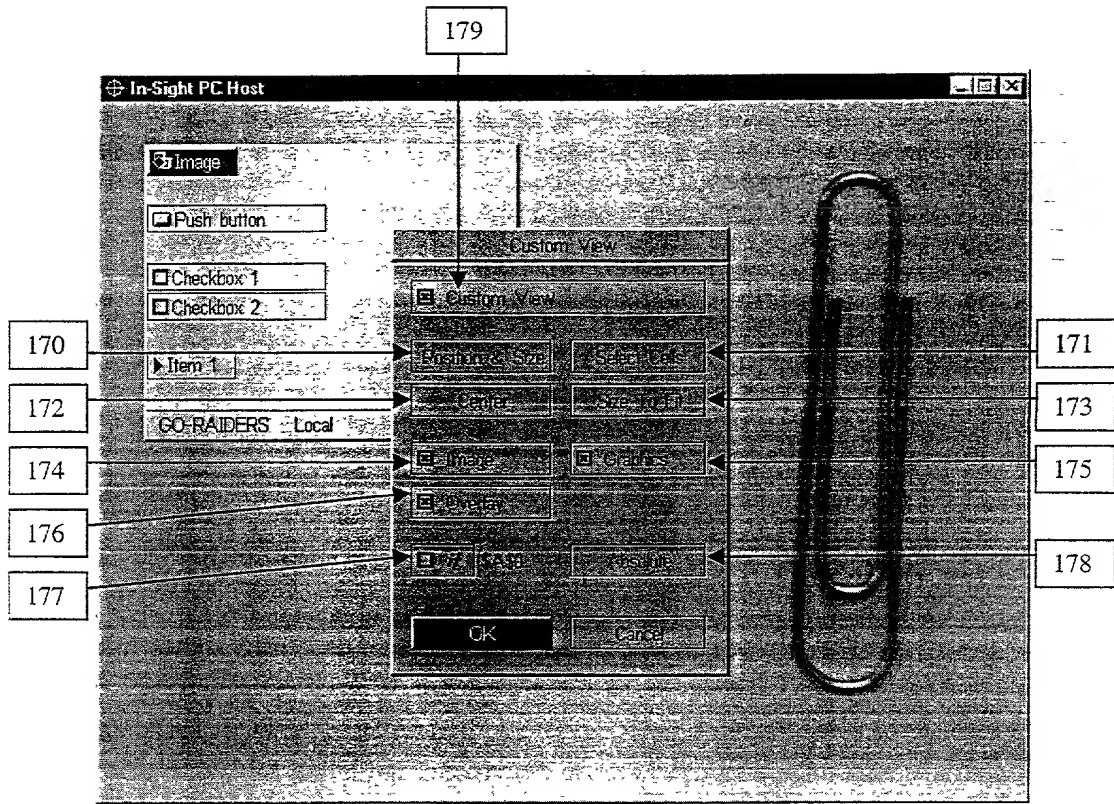 179
In-Sight PC Host
Image
Push button
Custom View
Checkbox 1
Custom View
Checkbox 2
170
Position & Size
Select Cells
171
Item 1
172
Center
Size To Fit
173
GO-RAIDERS - Local
174
Image
Graphics
175
176
Overlay
177
$A$0
Absolute
178
OK
Cancel